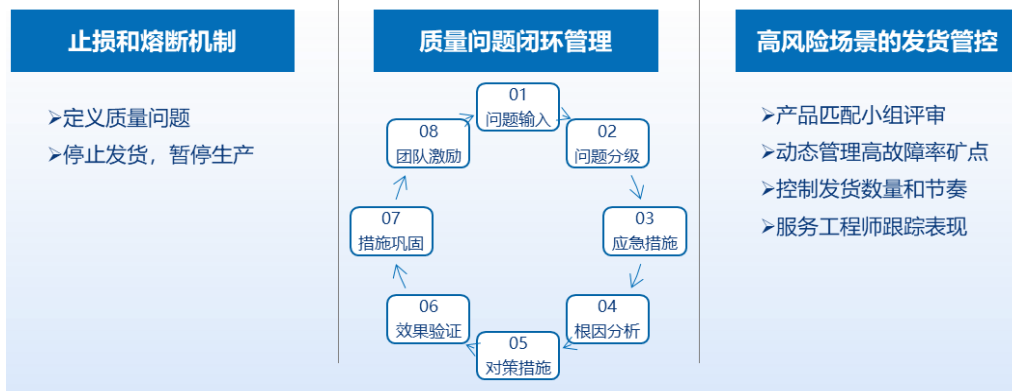 止损和熔断机制
➢定义质量问题
➢停止发货，暂停生产
质量问题闭环管理
01
问题输入
02
问题分级
03
应急措施
04
根因分析
05
对策措施
06
效果验证
07
措施巩固
08
团队激励
高风险场景的发货管控
➢产品匹配小组评审
➢动态管理高故障率矿点
➢控制发货数量和节奏
➢服务工程师跟踪表现